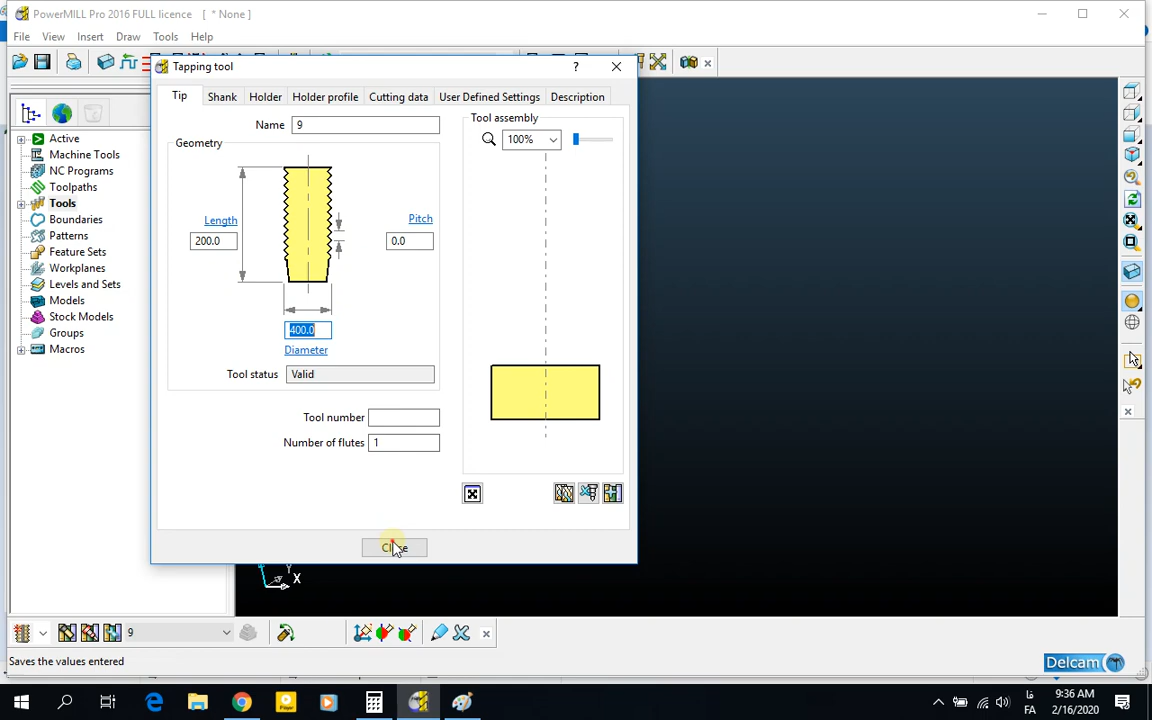 PowerMILL Pro 2016 FULL licence [ * None ]
File View Insert Draw Tools Help
Tapping tool
?
Tip Shank Holder Holder profile Cutting data User Defined Settings Description
Name 9
Tool assembly
100%
Geometry
Length
200.0
Pitch
0.0
400.0
Diameter
Tool status Valid
Tool number
Number of flutes 1
Close
Active
Machine Tools
NC Programs
Toolpaths
Tools
Boundaries
Patterns
Feature Sets
Workplanes
Levels and Sets
Models
Stock Models
Groups
Macros
Y
X
9
Saves the values entered
Delcam
9:36 AM
فا
FA
2/16/2020